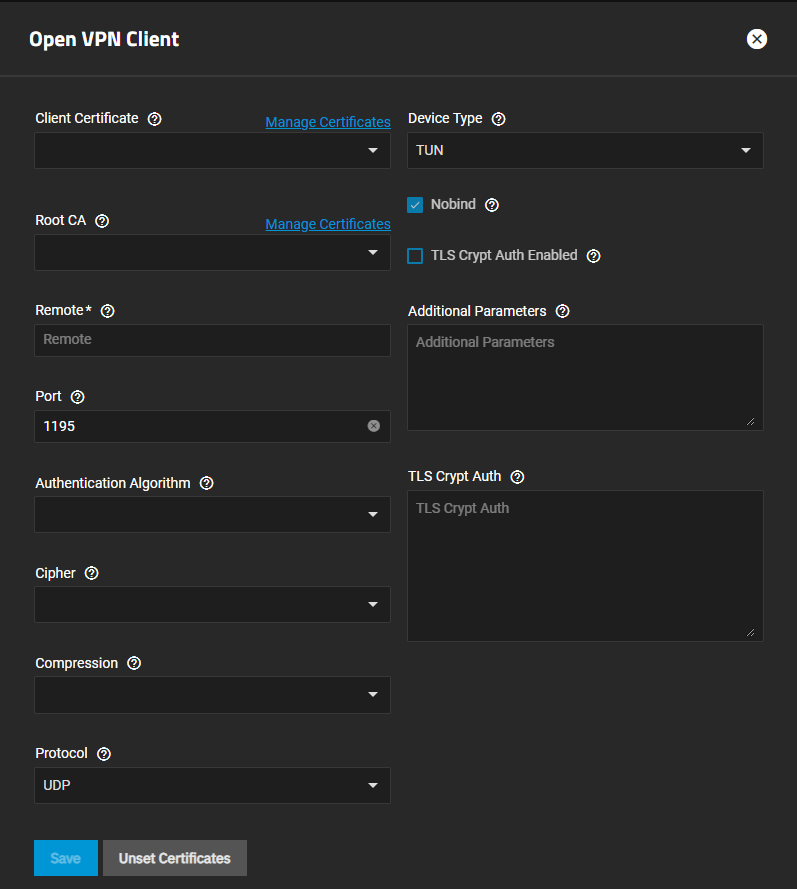 Open VPN Client
Client Certificate
Manage Certificates
Root CA
Manage Certificates
Remote*
Remote
Port
1195
Authentication Algorithm
Cipher
Compression
Protocol
UDP
Device Type
TUN
Nobind
TLS Crypt Auth Enabled
Additional Parameters
Additional Parameters
TLS Crypt Auth
TLS Crypt Auth
Save
Unset Certificates